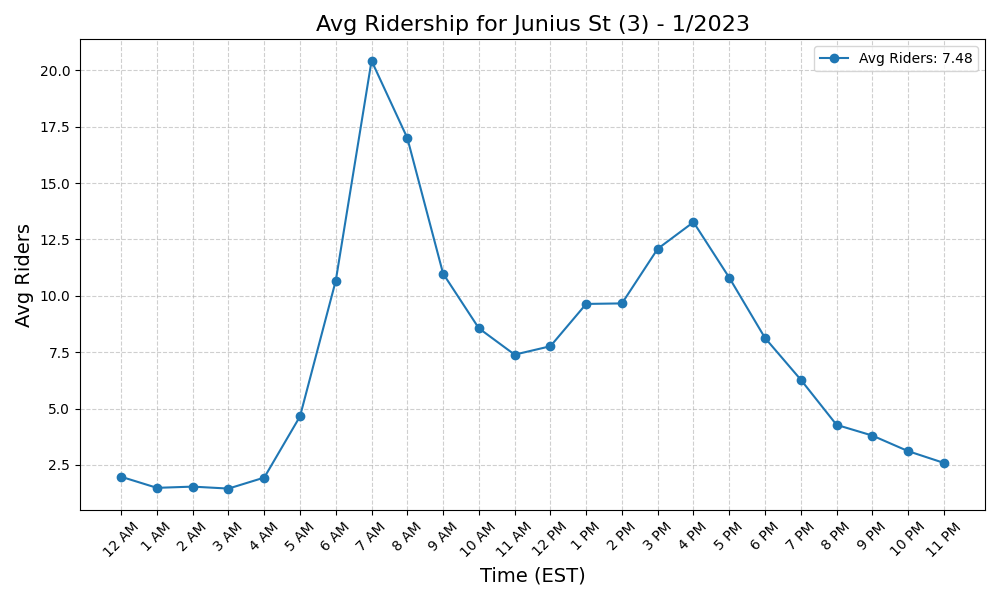 Avg Ridership for Junius St (3) - 1/2023
Avg Riders: 7.48
20.0
17.5
15.0
12.5
10.0
7.5
5.0
2.5
Avg Riders
12 AM
1 AM
2 AM
3 AM
4 AM
5 AM
6 AM
7 AM
8 AM
9 AM
10 AM
11 AM
12 PM
1 PM
2 PM
3 PM
4 PM
5 PM
6 PM
7 PM
8 PM
9 PM
10 PM
11 PM
Time (EST)